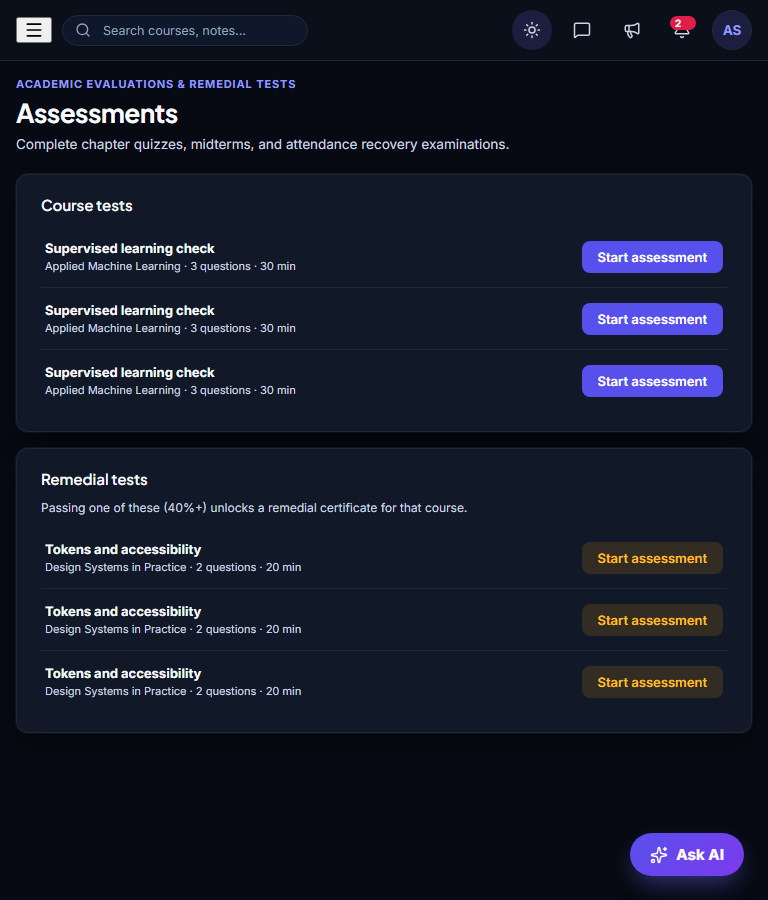 Search courses, notes...
2
AS
ACADEMIC EVALUATIONS & REMEDIAL TESTS
Assessments
Complete chapter quizzes, midterms, and attendance recovery examinations.
Course tests
Supervised learning check
Applied Machine Learning · 3 questions · 30 min
Start assessment
Supervised learning check
Applied Machine Learning · 3 questions · 30 min
Start assessment
Supervised learning check
Applied Machine Learning · 3 questions · 30 min
Start assessment
Remedial tests
Passing one of these (40%+) unlocks a remedial certificate for that course.
Tokens and accessibility
Design Systems in Practice · 2 questions · 20 min
Start assessment
Tokens and accessibility
Design Systems in Practice · 2 questions · 20 min
Start assessment
Tokens and accessibility
Design Systems in Practice · 2 questions · 20 min
Start assessment
Ask AI